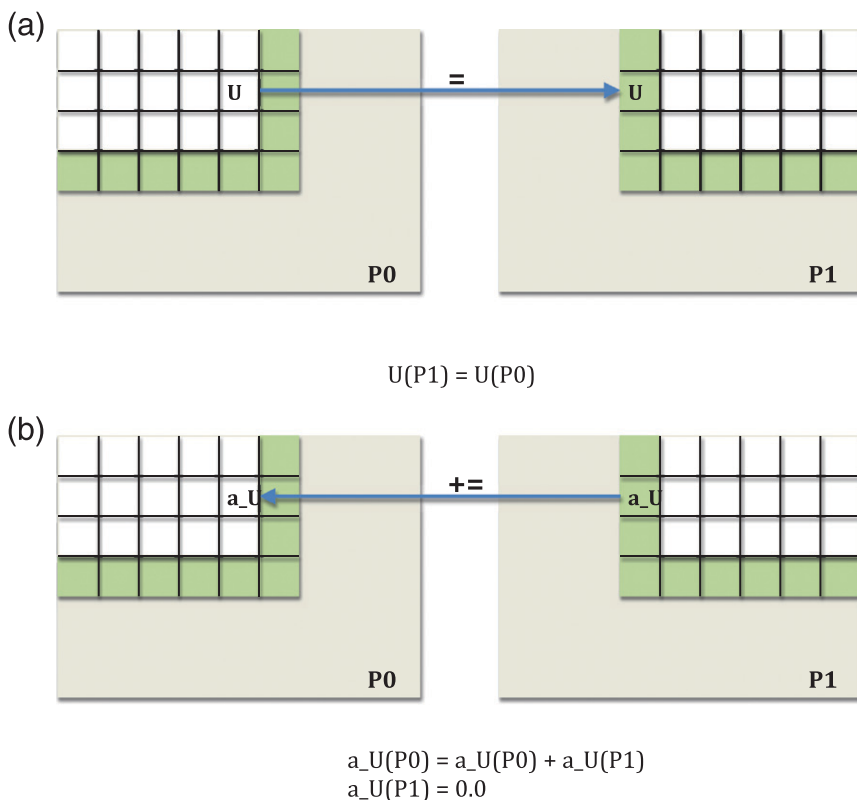 (a)
U
=
U
P0
P1
U(P1) = U(P0)
(b)
a_U
+=
a_U
P0
P1
a_U(P0) = a_U(P0) + a_U(P1)
a_U(P1) = 0.0